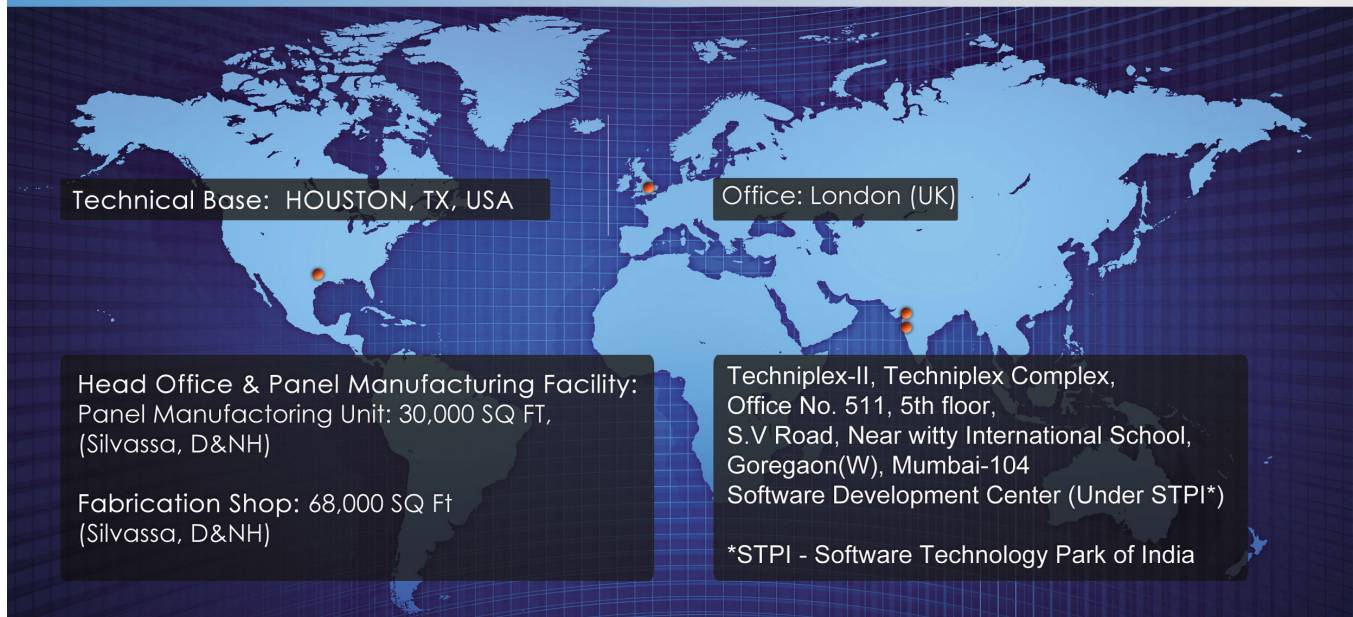 Technical Base: HOUSTON, TX, USA
Office: London (UK)
Head Office & Panel Manufacturing Facility:
Panel Manufactoring Unit: 30,000 SQ FT,
(Silvassa, D&NH)
Fabrication Shop: 68,000 SQ Ft
(Silvassa, D&NH)
Techniplex-II, Techniplex Complex,
Office No. 511, 5th floor,
S.V Road, Near witty International School,
Goregaon(W), Mumbai-104
Software Development Center (Under STPI*)
*STPI - Software Technology Park of India